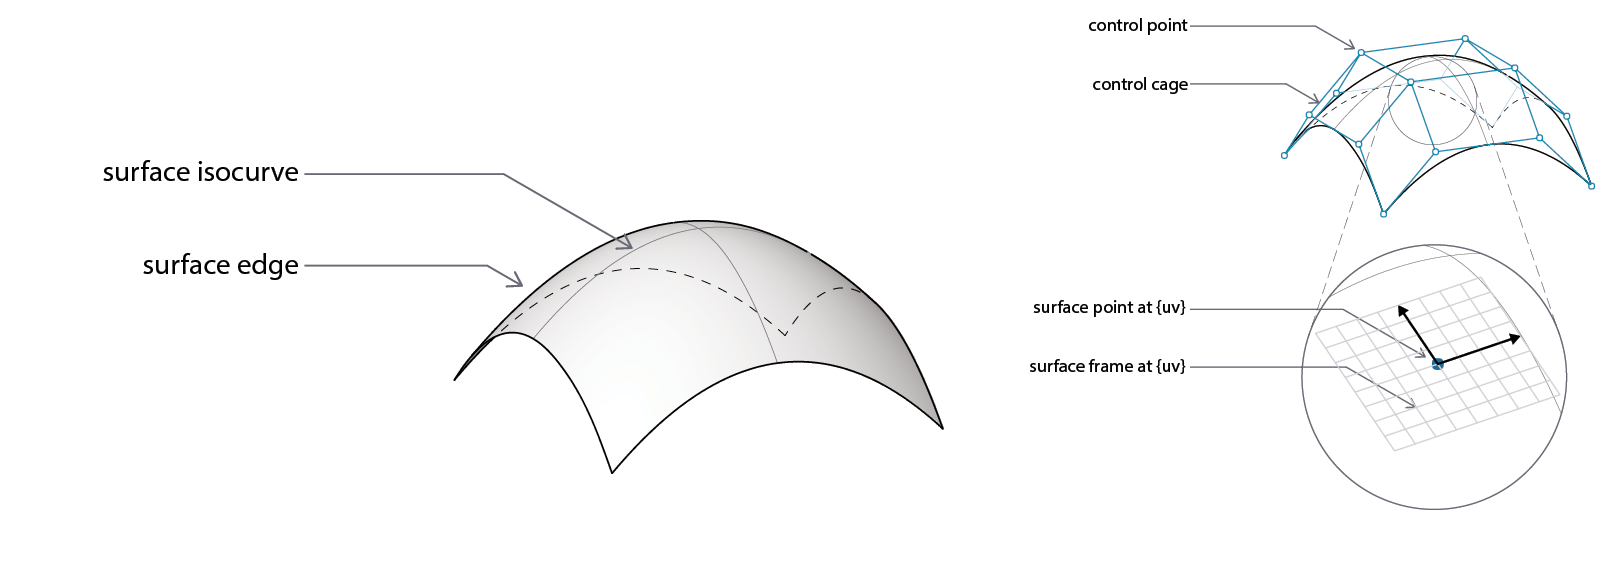 surface isocurve
surface edge
control point
control cage
surface point at {uv}
surface frame at {uv}